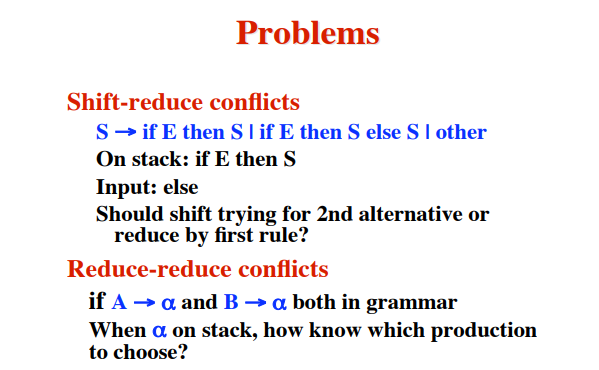 Problems
Shift-reduce conflicts
S → if E then S | if E then S else S | other
On stack: if E then S
Input: else
Should shift trying for 2nd alternative or
reduce by first rule?
Reduce-reduce conflicts
if A → α and B → α both in grammar
When α on stack, how know which production
to choose?